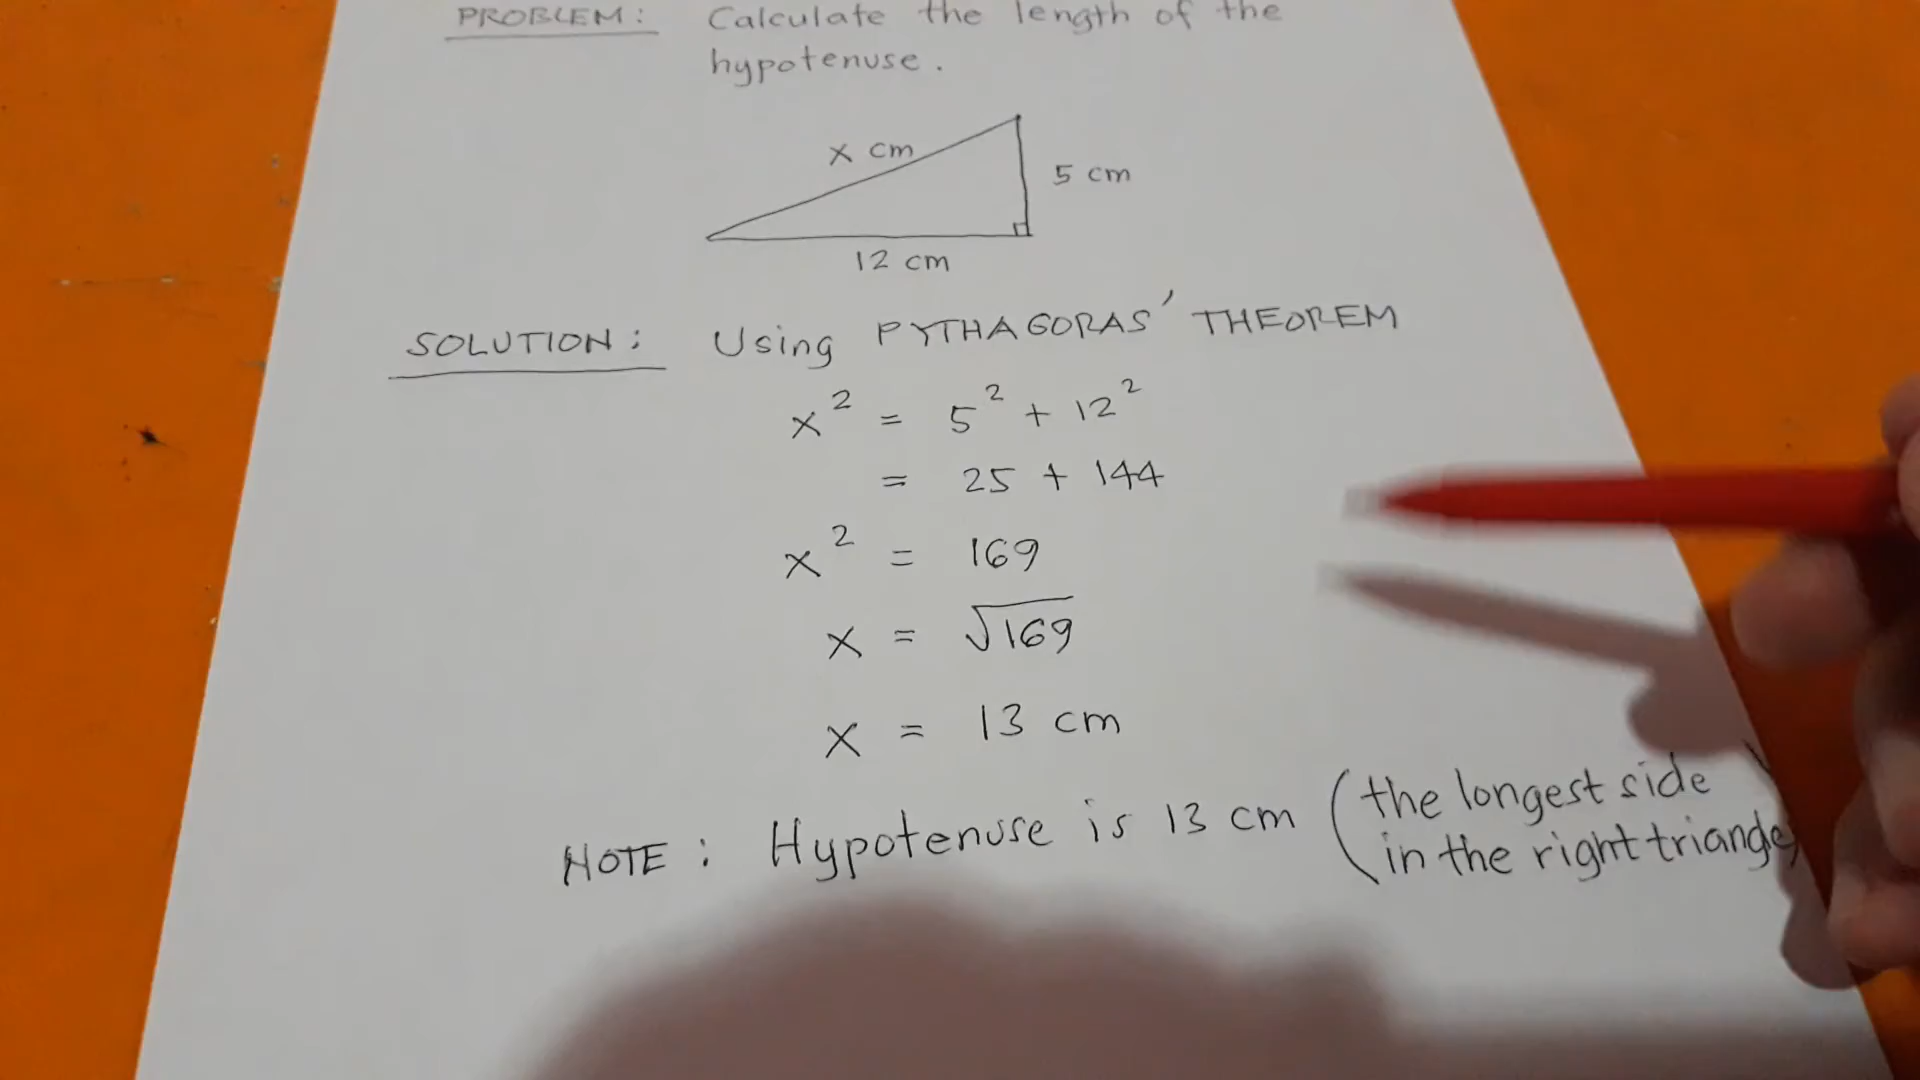 PROBLEM: Calculate the length of the
hypotenuse.
x cm
5 cm
12 cm
SOLUTION: Using PYTHAGORAS' THEOREM
x² = 5² + 12²
= 25 + 144
x² = 169
x = √169
x = 13 cm
NOTE: Hypotenuse is 13 cm (the longest side
in the right triangle)